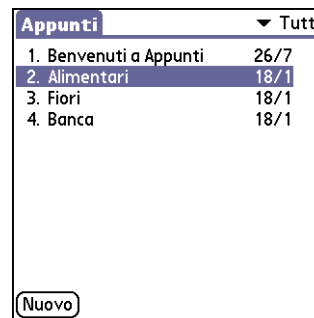 Appunti Tutt
1. Benvenuti a Appunti 26/7
2. Alimentari 18/1
3. Fiori 18/1
4. Banca 18/1
Nuovo